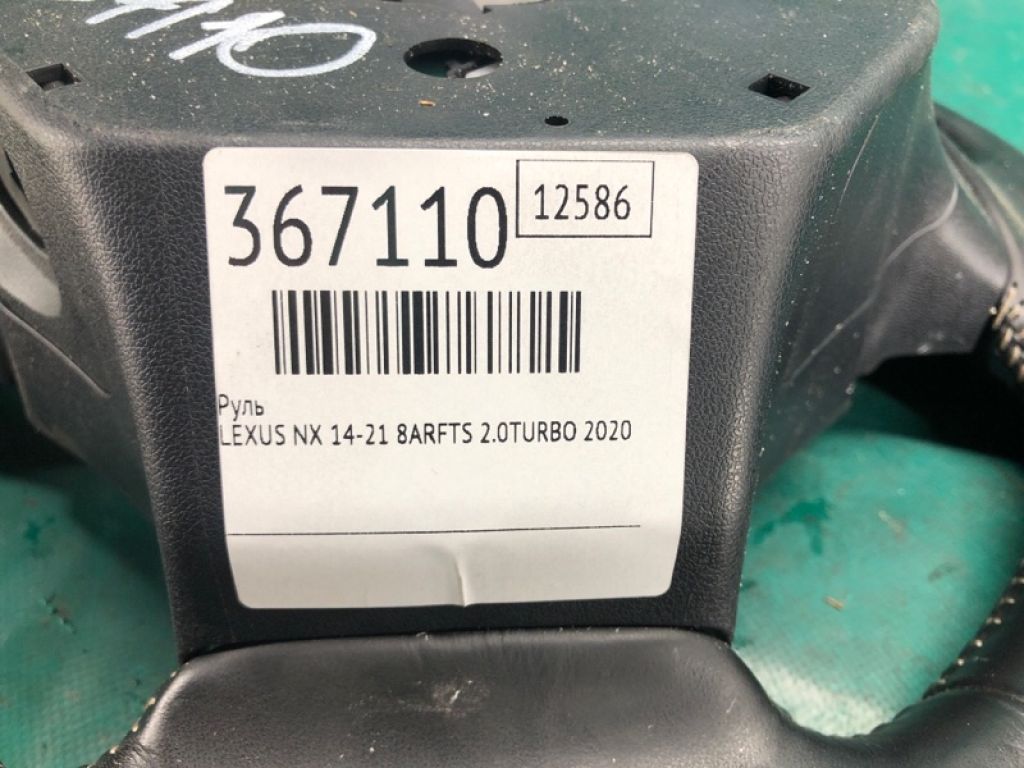 367110
12586
Руль
LEXUS NX 14-21 8ARFTS 2.0TURBO 2020